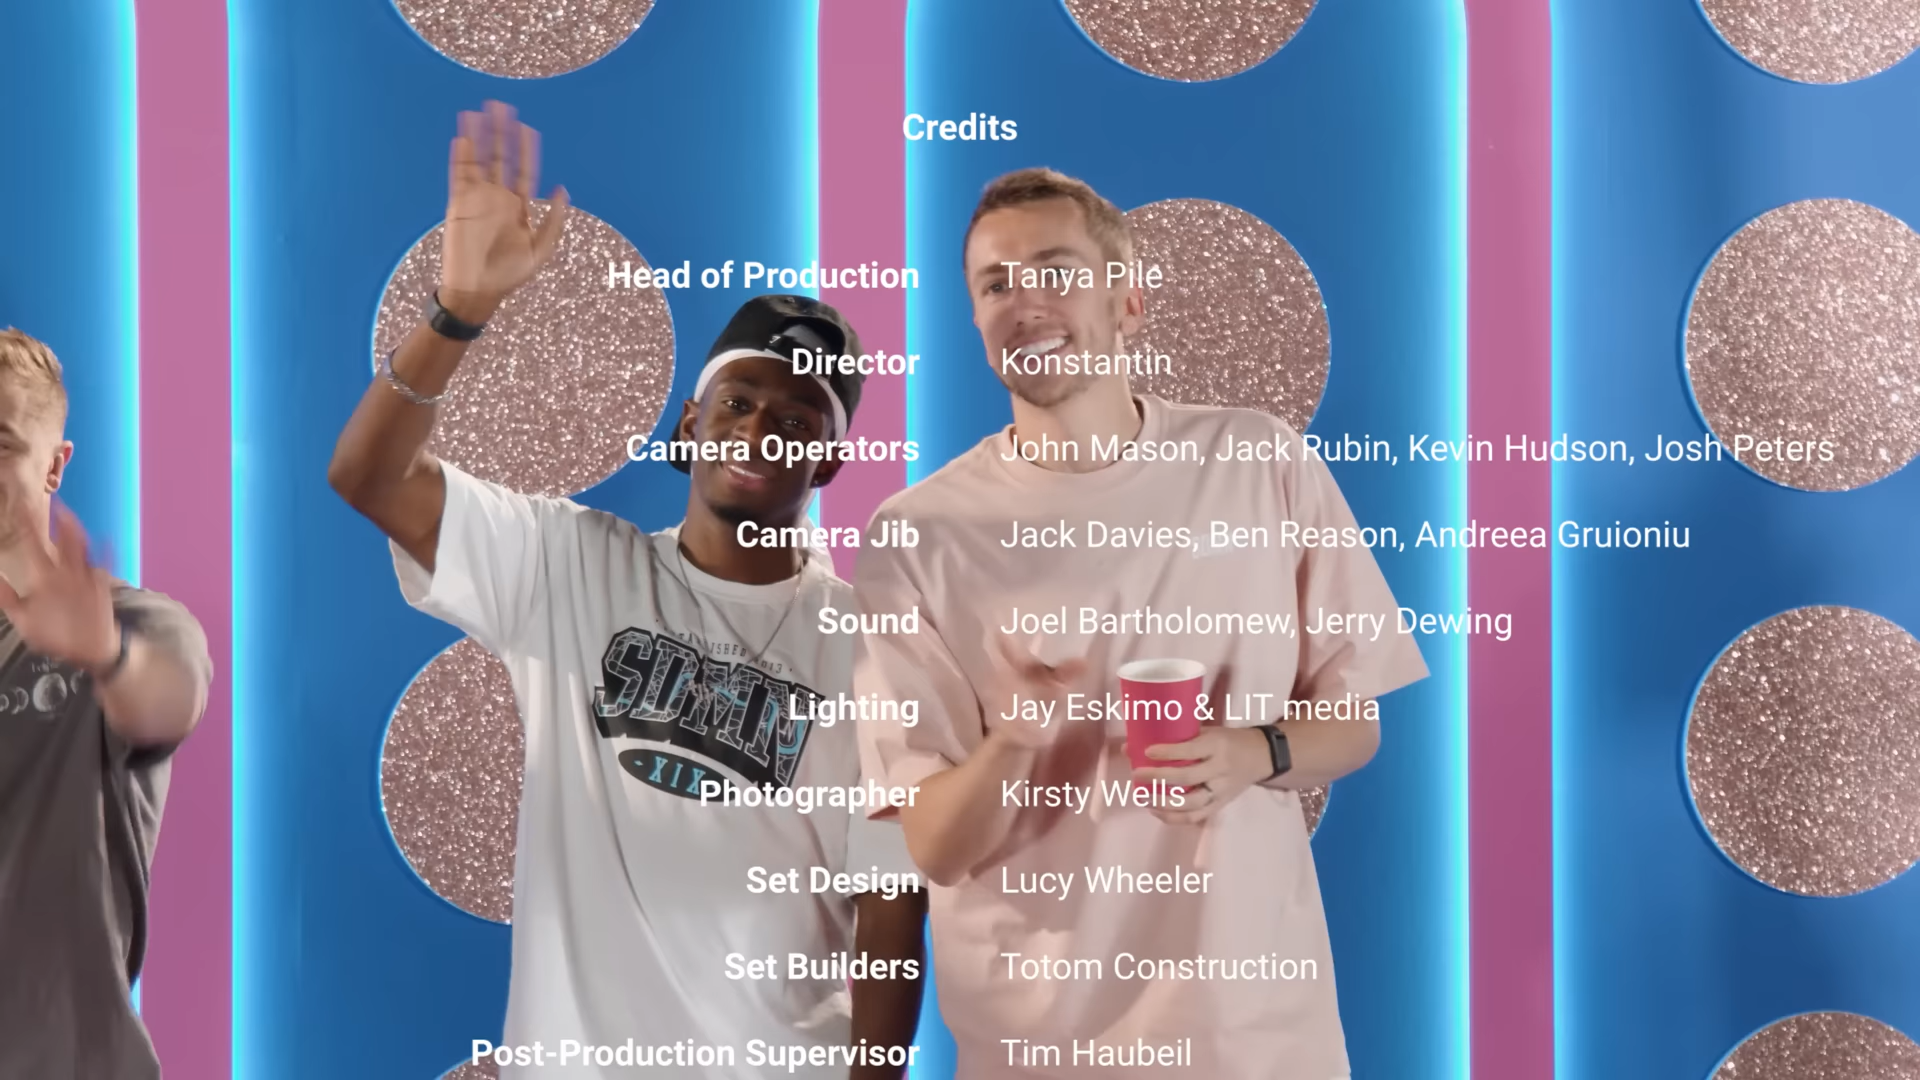 Credits
Head of Production Tanya Pile
Director Konstantin
Camera Operators John Mason, Jack Rubin, Kevin Hudson, Josh Peters
Camera Jib Jack Davies, Ben Reason, Andreea Gruioniu
Sound Joel Bartholomew, Jerry Dewing
Lighting Jay Eskimo & LIT media
SDMN
-XIX
Photographer Kirsty Wells
Set Design Lucy Wheeler
Set Builders Totom Construction
Post-Production Supervisor Tim Haubeil